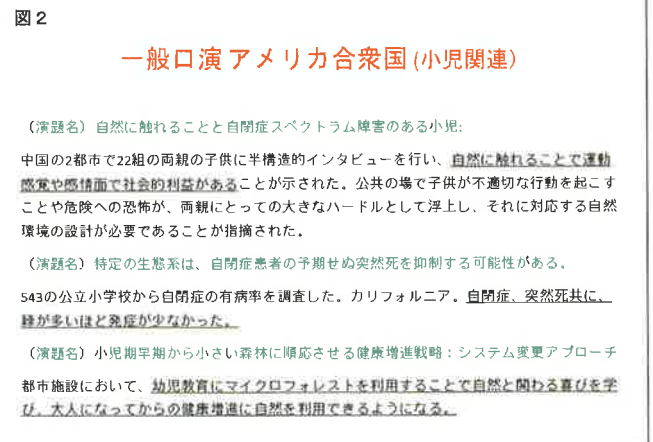 図2
一般口演アメリカ合衆国(小児関連)
(演題名) 自然に触れることと自閉症スペクトラム障害のある小児:
中国の2都市で22組の両親の子供に半構造的インタビューを行い、自然に触れることで運動
感覚や感情面で社会的利益があることが示された。公共の場で子供が不適切な行動を起こす
ことや危険への恐怖が、両親にとっての大きなハードルとして浮上し、それに対応する自然
環境の設計が必要であることが指摘された。
(演題名) 特定の生態系は、自閉症患者の予期せぬ突然死を抑制する可能性がある。
543の公立小学校から自閉症の有病率を調査した。カリフォルニア。自閉症、突然死共に、
緑が多いほど発症が少なかった。
(演題名) 小児期早期から小さい森林に順応させる健康増進戦略：システム変更アプローチ
都市施設において、幼児教育にマイクロフォレストを利用することで自然と関わる喜びを学
び、大人になってからの健康増進に自然を利用できるようになる。